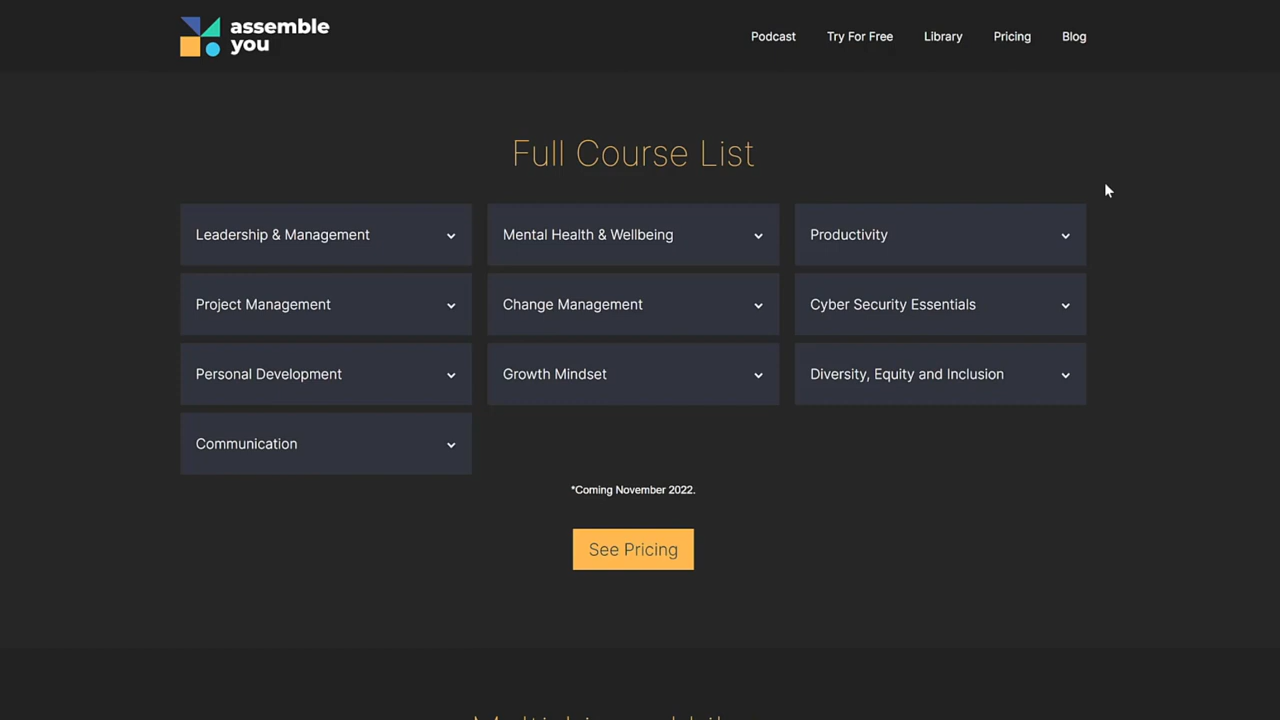 assemble
you
Podcast
Try For Free
Library
Pricing
Blog
Full Course List
Leadership & Management
Mental Health & Wellbeing
Productivity
Project Management
Change Management
Cyber Security Essentials
Personal Development
Growth Mindset
Diversity, Equity and Inclusion
Communication
*Coming November 2022.
See Pricing